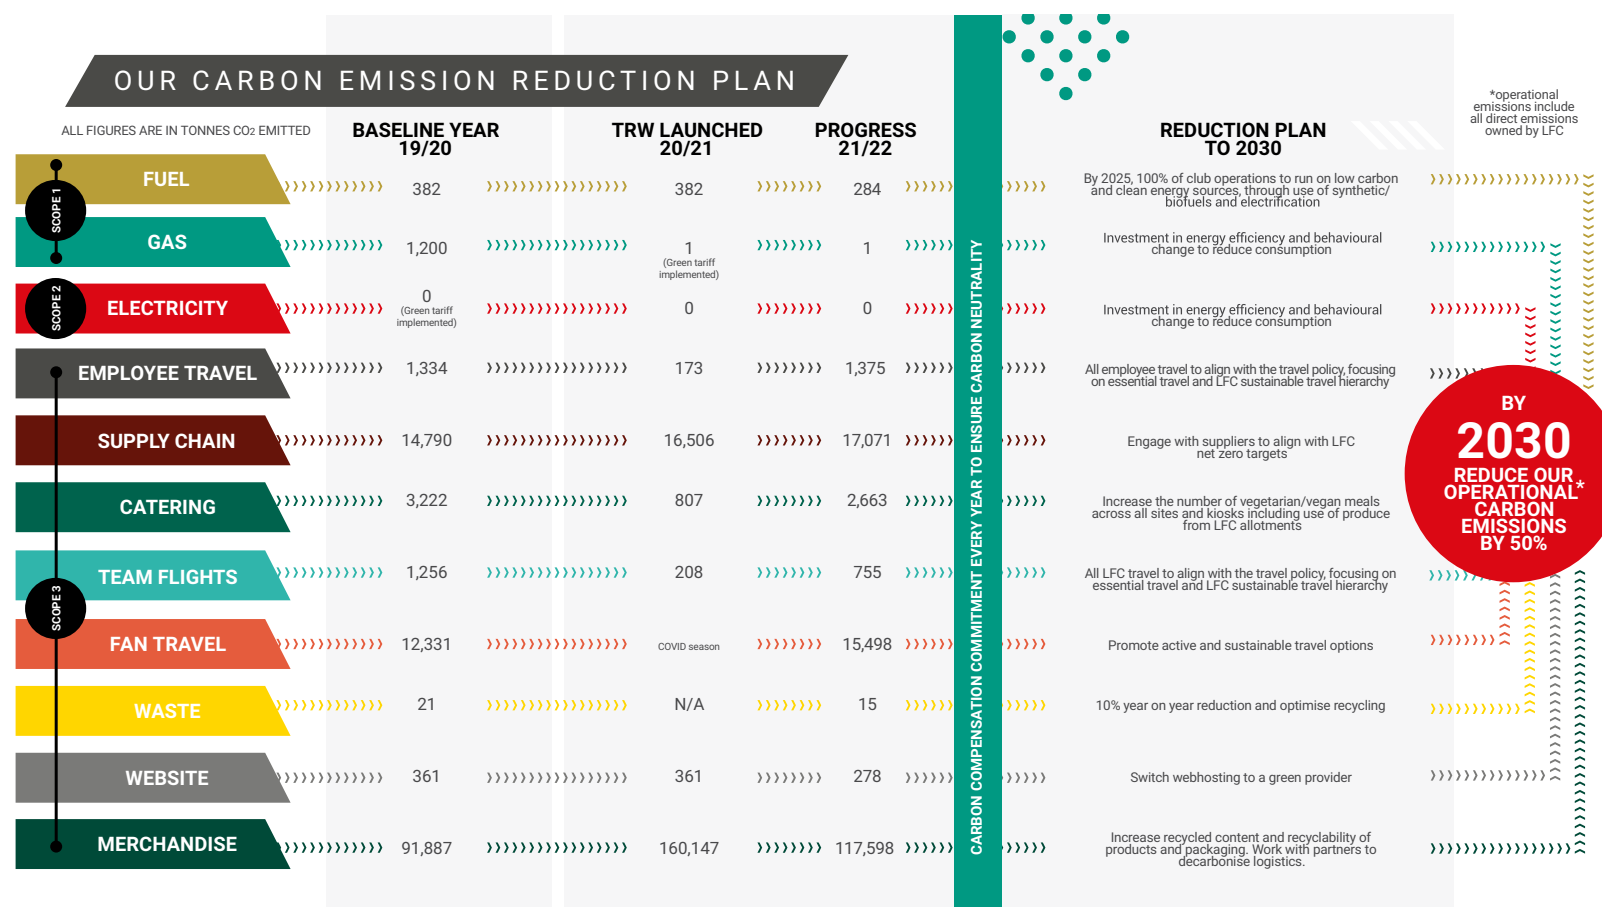 OUR CARBON EMISSION REDUCTION PLAN
*operational
emissions include
all direct emissions
owned by LFC
ALL FIGURES ARE IN TONNES CO2 EMITTED
BASELINE YEAR
19/20
TRW LAUNCHED
20/21
PROGRESS
21/22
REDUCTION PLAN
TO 2030
SCOPE 1
FUEL
382
382
284
By 2025, 100% of club operations to run on low carbon
and clean energy sources, through use of synthetic/
biofuels and electrification
GAS
1,200
1
(Green tariff
implemented)
1
Investment in energy efficiency and behavioural
change to reduce consumption
SCOPE 2
ELECTRICITY
0
(Green tariff
implemented)
0
0
Investment in energy efficiency and behavioural
change to reduce consumption
SCOPE 3
EMPLOYEE TRAVEL
1,334
173
1,375
All employee travel to align with the travel policy, focusing
on essential travel and LFC sustainable travel hierarchy
SUPPLY CHAIN
14,790
16,506
17,071
Engage with suppliers to align with LFC
net zero targets
CATERING
3,222
807
2,663
Increase the number of vegetarian/vegan meals
across all sites and kiosks including use of produce
from LFC allotments
TEAM FLIGHTS
1,256
208
755
All LFC travel to align with the travel policy, focusing on
essential travel and LFC sustainable travel hierarchy
FAN TRAVEL
12,331
COVID season
15,498
Promote active and sustainable travel options
WASTE
21
N/A
15
10% year on year reduction and optimise recycling
WEBSITE
361
361
278
Switch webhosting to a green provider
MERCHANDISE
91,887
160,147
117,598
Increase recycled content and recyclability of
products and packaging. Work with partners to
decarbonise logistics.
CARBON COMPENSATION COMMITMENT EVERY YEAR TO ENSURE CARBON NEUTRALITY
BY
2030
REDUCE OUR
OPERATIONAL*
CARBON
EMISSIONS
BY 50%